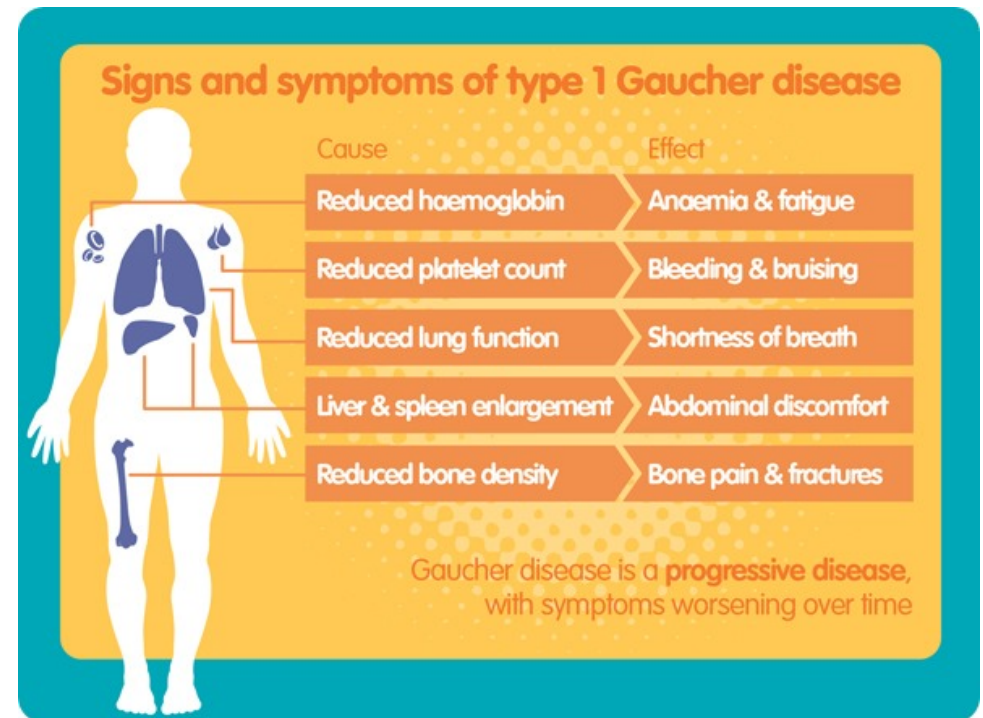 Signs and symptoms of type 1 Gaucher disease
Cause Effect
Reduced haemoglobin Anaemia & fatigue
Reduced platelet count Bleeding & bruising
Reduced lung function Shortness of breath
Liver & spleen enlargement Abdominal discomfort
Reduced bone density Bone pain & fractures
Gaucher disease is a progressive disease,
with symptoms worsening over time